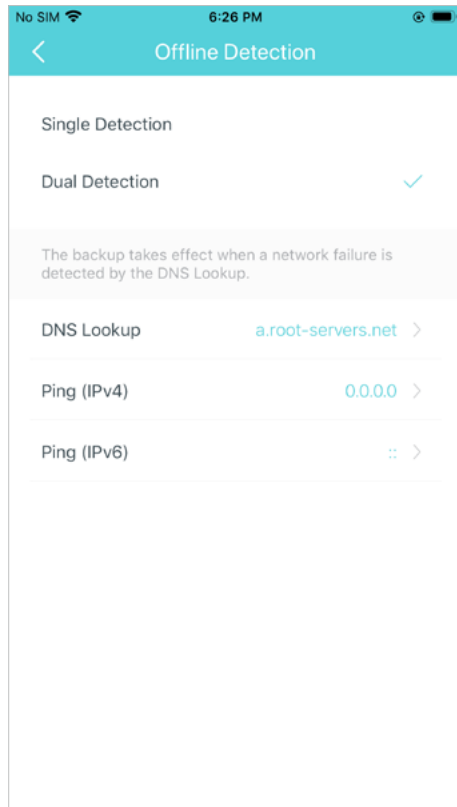 No SIM 6:26 PM
Offline Detection
Single Detection
Dual Detection
The backup takes effect when a network failure is
detected by the DNS Lookup.
DNS Lookup a.root-servers.net
Ping (IPv4) 0.0.0.0
Ping (IPv6) ::